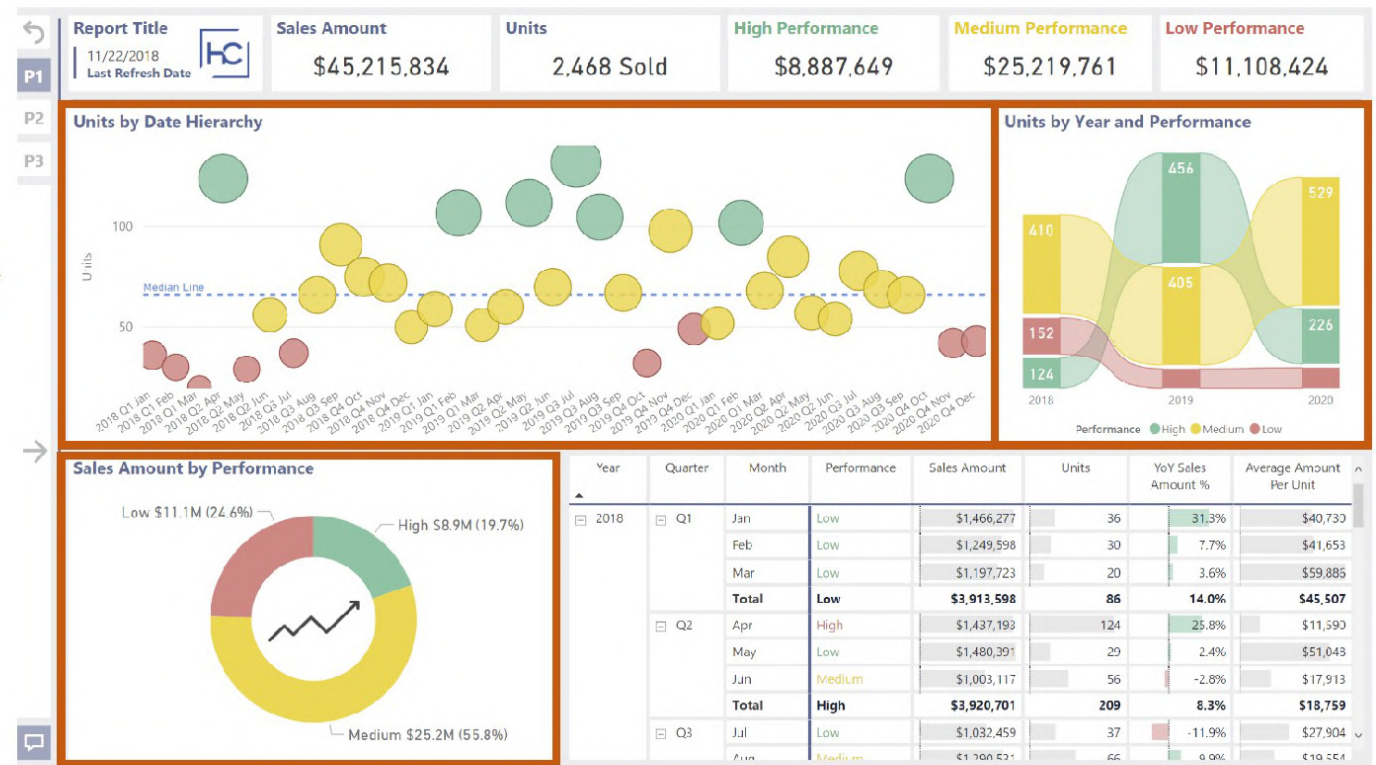 Report Title
11/22/2018
Last Refresh Date
HC
Sales Amount
$45,215,834
Units
2,468 Sold
High Performance
$8,887,649
Medium Performance
$25,219,761
Low Performance
$11,108,424
P1
P2
P3
Units by Date Hierarchy
Units
100
50
Median Line
2018 Q1 Jan
2018 Q1 Feb
2018 Q1 Mar
2018 Q2 Apr
2018 Q2 May
2018 Q2 Jun
2018 Q3 Jul
2018 Q3 Aug
2018 Q3 Sep
2018 Q4 Oct
2018 Q4 Nov
2018 Q4 Dec
2019 Q1 Jan
2019 Q1 Feb
2019 Q1 Mar
2019 Q2 Apr
2019 Q2 May
2019 Q2 Jun
2019 Q3 Jul
2019 Q3 Aug
2019 Q3 Sep
2019 Q4 Oct
2019 Q4 Nov
2019 Q4 Dec
2020 Q1 Jan
2020 Q1 Feb
2020 Q1 Mar
2020 Q2 Apr
2020 Q2 May
2020 Q2 Jun
2020 Q3 Jul
2020 Q3 Aug
2020 Q3 Sep
2020 Q4 Oct
2020 Q4 Nov
2020 Q4 Dec
Units by Year and Performance
456
529
410
405
152
226
124
2018 2019 2020
Performance High Medium Low
Sales Amount by Performance
Low $11.1M (24.6%)
High $8.9M (19.7%)
Medium $25.2M (55.8%)
Year Quarter Month Performance Sales Amount Units YoY Sales Amount % Average Amount Per Unit
2018 Q1 Jan Low $1,466,277 36 31.3% $40,730
Feb Low $1,249,598 30 7.7% $41,653
Mar Low $1,197,723 20 3.6% $59,886
Total Low $3,913,598 86 14.0% $45,507
Q2 Apr High $1,437,193 124 25.8% $11,590
May Low $1,480,391 29 2.4% $51,048
Jun Medium $1,003,117 56 -2.8% $17,913
Total High $3,920,701 209 8.3% $18,759
Q3 Jul Low $1,032,459 37 -11.9% $27,904
Aug Medium $1,290,531 66 9.9% $19,554